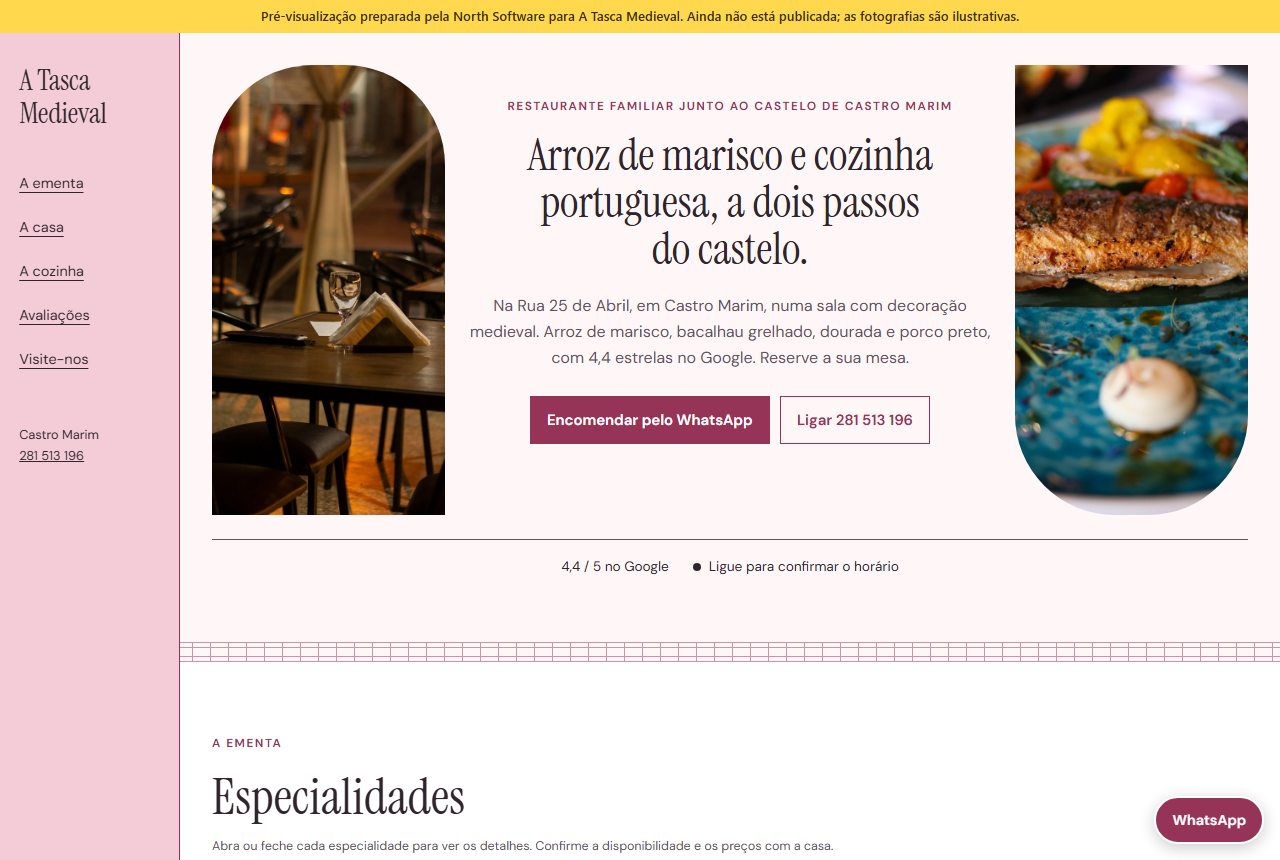 Pré-visualização preparada pela North Software para A Tasca Medieval. Ainda não está publicada; as fotografias são ilustrativas.
A Tasca
Medieval
A ementa
A casa
A cozinha
Avaliações
Visite-nos
Castro Marim
281 513 196
RESTAURANTE FAMILIAR JUNTO AO CASTELO DE CASTRO MARIM
Arroz de marisco e cozinha
portuguesa, a dois passos
do castelo.
Na Rua 25 de Abril, em Castro Marim, numa sala com decoração
medieval. Arroz de marisco, bacalhau grelhado, dourada e porco preto,
com 4,4 estrelas no Google. Reserve a sua mesa.
Encomendar pelo WhatsApp
Ligar 281 513 196
4,4 / 5 no Google
Ligue para confirmar o horário
A EMENTA
Especialidades
Abra ou feche cada especialidade para ver os detalhes. Confirme a disponibilidade e os preços com a casa.
WhatsApp